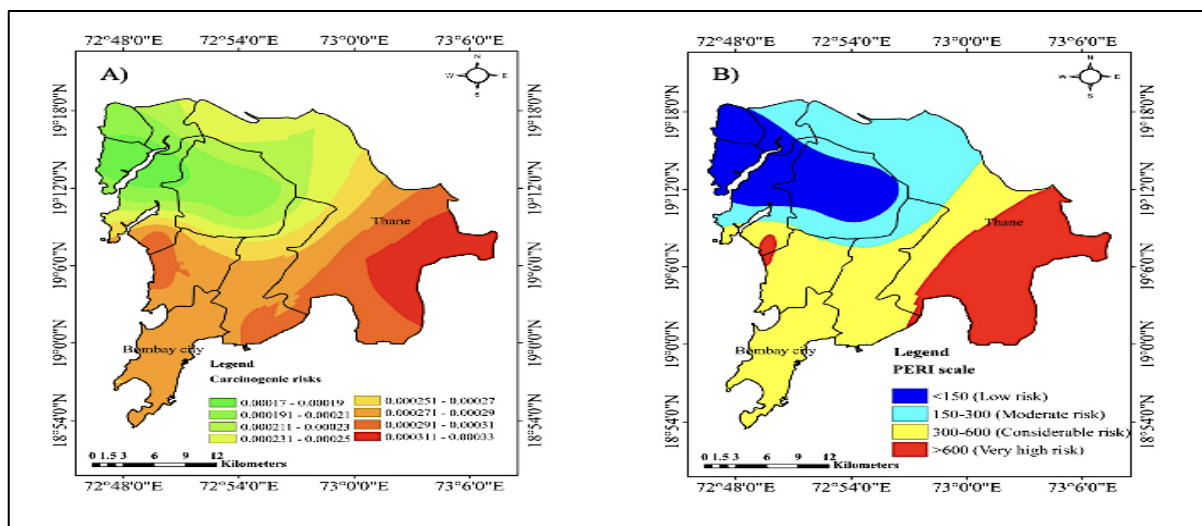 72°48'0"E 72°54'0"E 73°0'0"E 73°6'0"E
A)
N
W E
S
19°18'0"N
19°12'0"N
19°6'0"N
19°0'0"N
18°54'0"N
Thane
Bombay city
Legend
Carcinogenic risks
0.00017 - 0.00019
0.000191 - 0.00021
0.000211 - 0.00023
0.000231 - 0.00025
0.000251 - 0.00027
0.000271 - 0.00029
0.000291 - 0.00031
0.000311 - 0.00033
0 1.5 3 6 9 12
Kilometers
72°48'0"E 72°54'0"E 73°0'0"E 73°6'0"E
72°48'0"E 72°54'0"E 73°0'0"E 73°6'0"E
B)
N
W E
S
19°18'0"N
19°12'0"N
19°6'0"N
19°0'0"N
18°54'0"N
Thane
Bombay city
Legend
PERI scale
<150 (Low risk)
150-300 (Moderate risk)
300-600 (Considerable risk)
>600 (Very high risk)
0 1.5 3 6 9 12
Kilometers
72°48'0"E 72°54'0"E 73°0'0"E 73°6'0"E